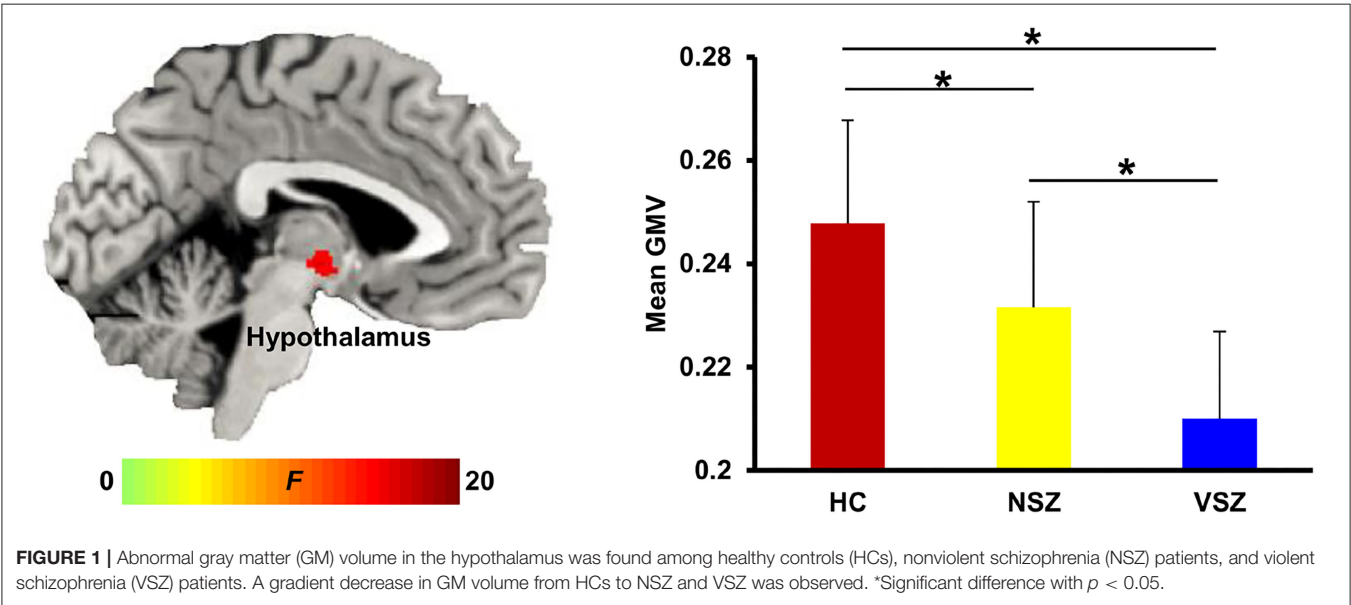 Hypothalamus
0 F 20
Mean GMV
0.28
0.26
0.24
0.22
0.2
*
*
*
HC NSZ VSZ
FIGURE 1 | Abnormal gray matter (GM) volume in the hypothalamus was found among healthy controls (HCs), nonviolent schizophrenia (NSZ) patients, and violent
schizophrenia (VSZ) patients. A gradient decrease in GM volume from HCs to NSZ and VSZ was observed. *Significant difference with p < 0.05.